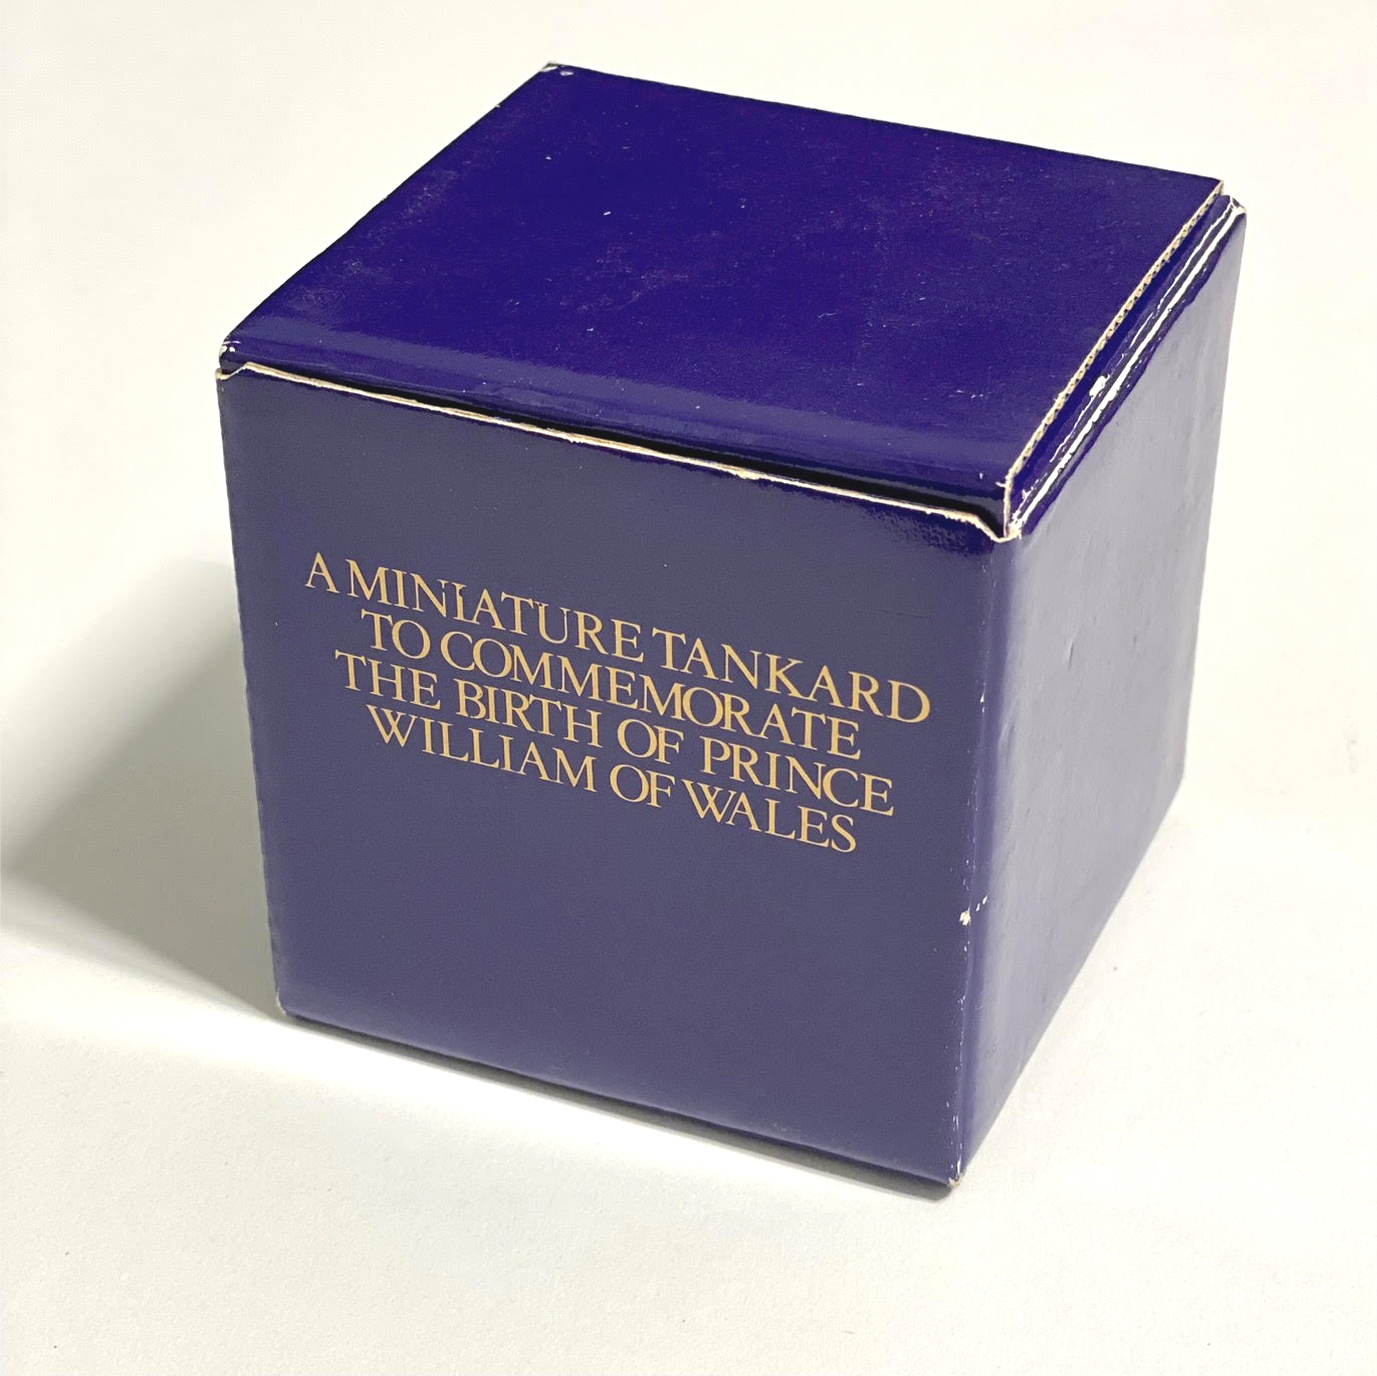 A MINIATURE TANKARD
TO COMMEMORATE
THE BIRTH OF PRINCE
WILLIAM OF WALES